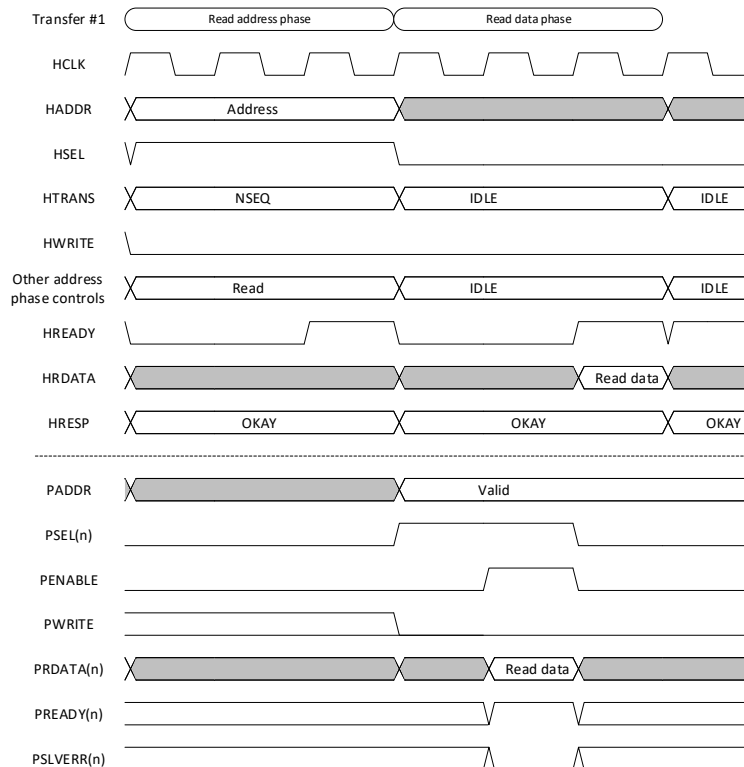 Transfer #1 Read address phase Read data phase
HCLK
HADDR Address
HSEL
HTRANS NSEQ IDLE IDLE
HWRITE
Other address
phase controls Read IDLE IDLE
HREADY
HRDATA Read data
HRESP OKAY OKAY OKAY
PADDR Valid
PSEL(n)
PENABLE
PWRITE
PRDATA(n) Read data
PREADY(n)
PSLVERR(n)